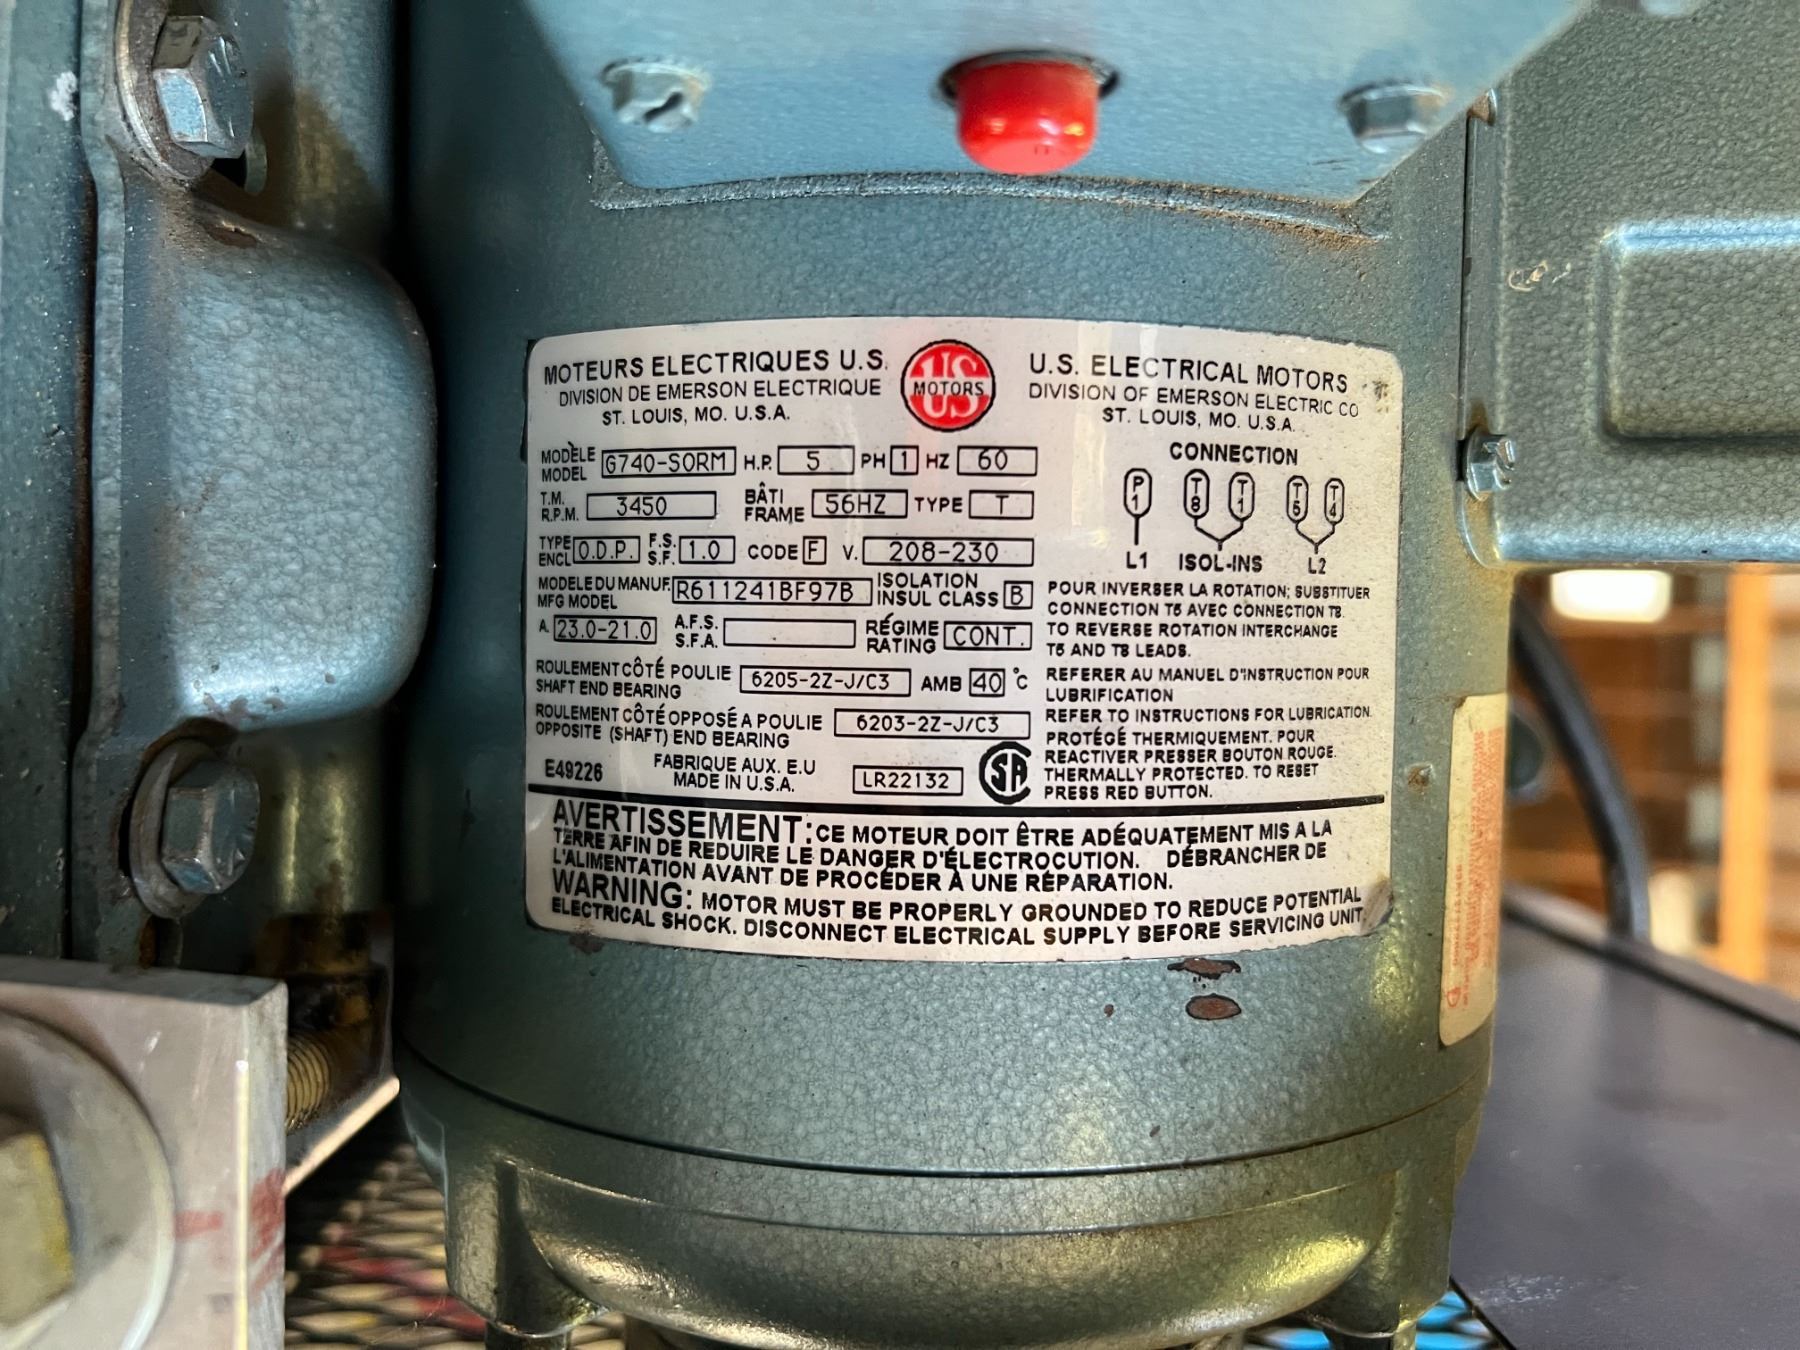 MOTEURS ELECTRIQUES U.S.
DIVISION DE EMERSON ELECTRIQUE
ST. LOUIS, MO. U.S.A.
US
MOTORS
U.S. ELECTRICAL MOTORS
DIVISION OF EMERSON ELECTRIC CO
ST. LOUIS, MO. U.S.A.
MODÈLE
MODEL G740-SORM H.P. 5 PH 1 HZ 60
T.M.
R.P.M. 3450 BÂTI
FRAME 56HZ TYPE T
TYPE
ENCL O.D.P. F.S.
S.F. 1.0 CODE F V. 208-230
MODELE DU MANUF.
MFG MODEL R611241BF97B ISOLATION
INSUL CLASS B
A. 23.0-21.0 A.F.S.
S.F.A. RÉGIME
RATING CONT.
ROULEMENT CÔTÉ POULIE
SHAFT END BEARING 6205-2Z-J/C3 AMB 40 °C
ROULEMENT CÔTÉ OPPOSÉ A POULIE
OPPOSITE (SHAFT) END BEARING 6203-2Z-J/C3
E49226 FABRIQUE AUX. E.U
MADE IN U.S.A. LR22132 SA
CONNECTION
P1 T8 T1 T5 T4
L1 ISOL-INS L2
POUR INVERSER LA ROTATION; SUBSTITUER
CONNECTION T5 AVEC CONNECTION T8.
TO REVERSE ROTATION INTERCHANGE
T5 AND T8 LEADS.
REFERER AU MANUEL D'INSTRUCTION POUR
LUBRIFICATION
REFER TO INSTRUCTIONS FOR LUBRICATION.
PROTÉGÉ THERMIQUEMENT. POUR
REACTIVER PRESSER BOUTON ROUGE.
THERMALLY PROTECTED. TO RESET
PRESS RED BUTTON.
AVERTISSEMENT: CE MOTEUR DOIT ÊTRE ADÉQUATEMENT MIS A LA
TERRE AFIN DE REDUIRE LE DANGER D'ÉLECTROCUTION. DÉBRANCHER DE
L'ALIMENTATION AVANT DE PROCÉDER À UNE RÉPARATION.
WARNING: MOTOR MUST BE PROPERLY GROUNDED TO REDUCE POTENTIAL
ELECTRICAL SHOCK. DISCONNECT ELECTRICAL SUPPLY BEFORE SERVICING UNIT.